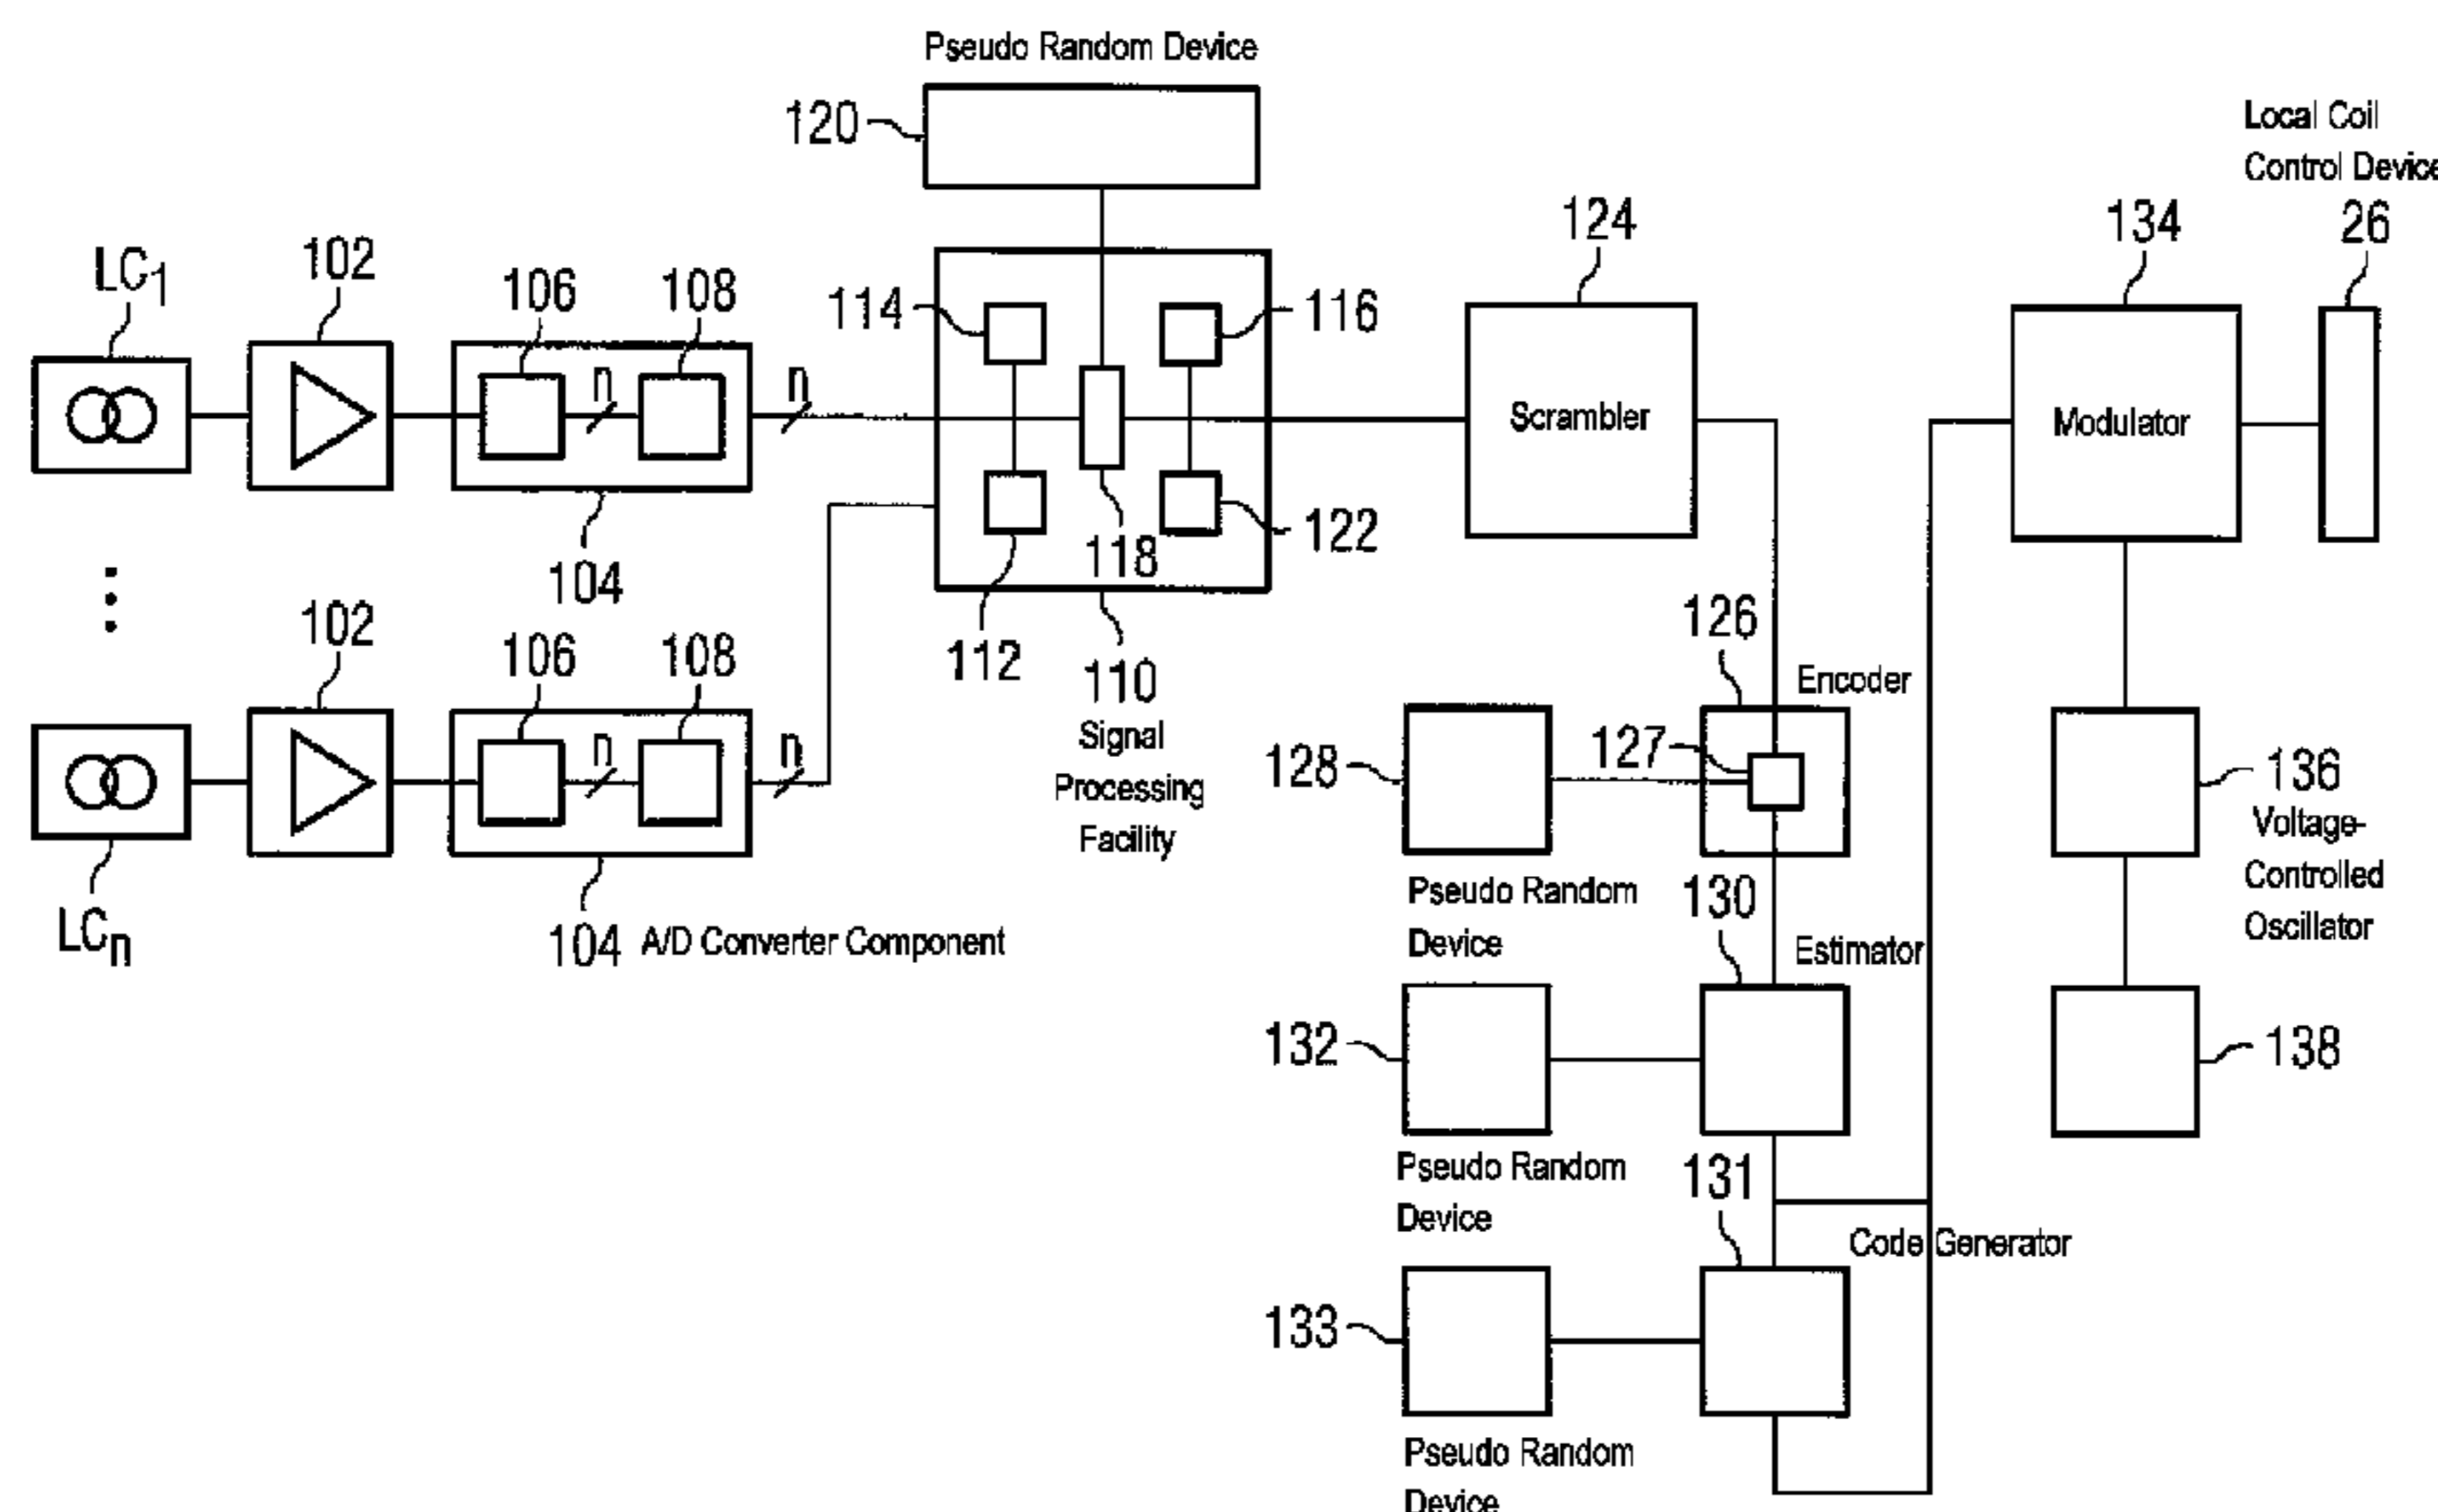 Pseudo Random Device
120
Local Coil
Control Device
26
124
134
LC1
102
106
108
114
116
n
n
Scrambler
Modulator
118
122
104
112
110
Signal
Processing
Facility
102
106
108
n
n
LCn
104 A/D Converter Component
126
Encoder
127
128
Pseudo Random
Device
136
Voltage-
Controlled
Oscillator
130
Estimator
132
138
Pseudo Random
Device
131
Code Generator
133
Pseudo Random
Device